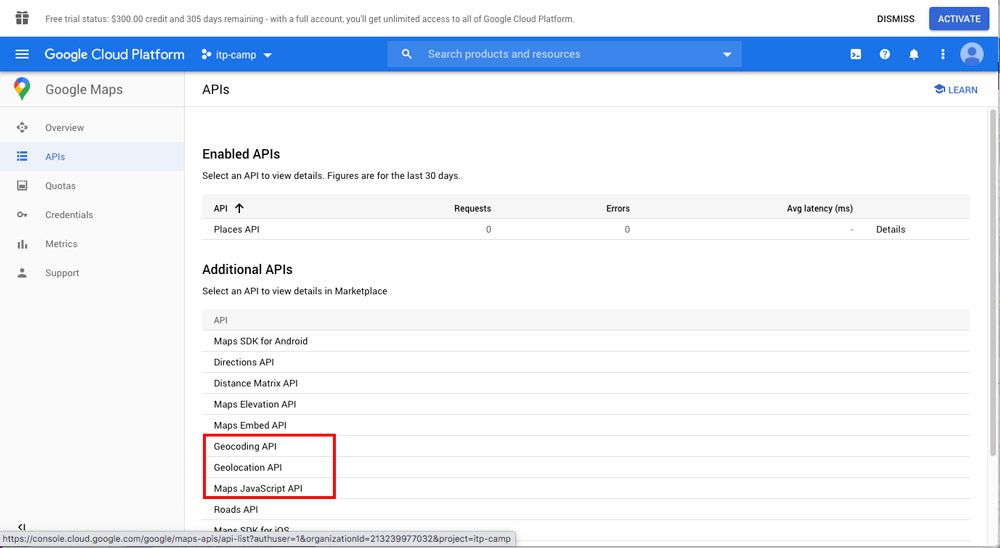 Free trial status: $300.00 credit and 305 days remaining - with a full account, you'll get unlimited access to all of Google Cloud Platform.
DISMISS
ACTIVATE
Google Cloud Platform
itp-camp
Search products and resources
Google Maps
APIs
LEARN
Overview
APIs
Quotas
Credentials
Metrics
Support
Enabled APIs
Select an API to view details. Figures are for the last 30 days.
API Requests Errors Avg latency (ms)
Places API 0 0 - Details
Additional APIs
Select an API to view details in Marketplace
API
Maps SDK for Android
Directions API
Distance Matrix API
Maps Elevation API
Maps Embed API
Geocoding API
Geolocation API
Maps JavaScript API
Roads API
Maps SDK for iOS
https://console.cloud.google.com/google/maps-apis/api-list?authuser=1&organizationId=213239977032&project=itp-camp